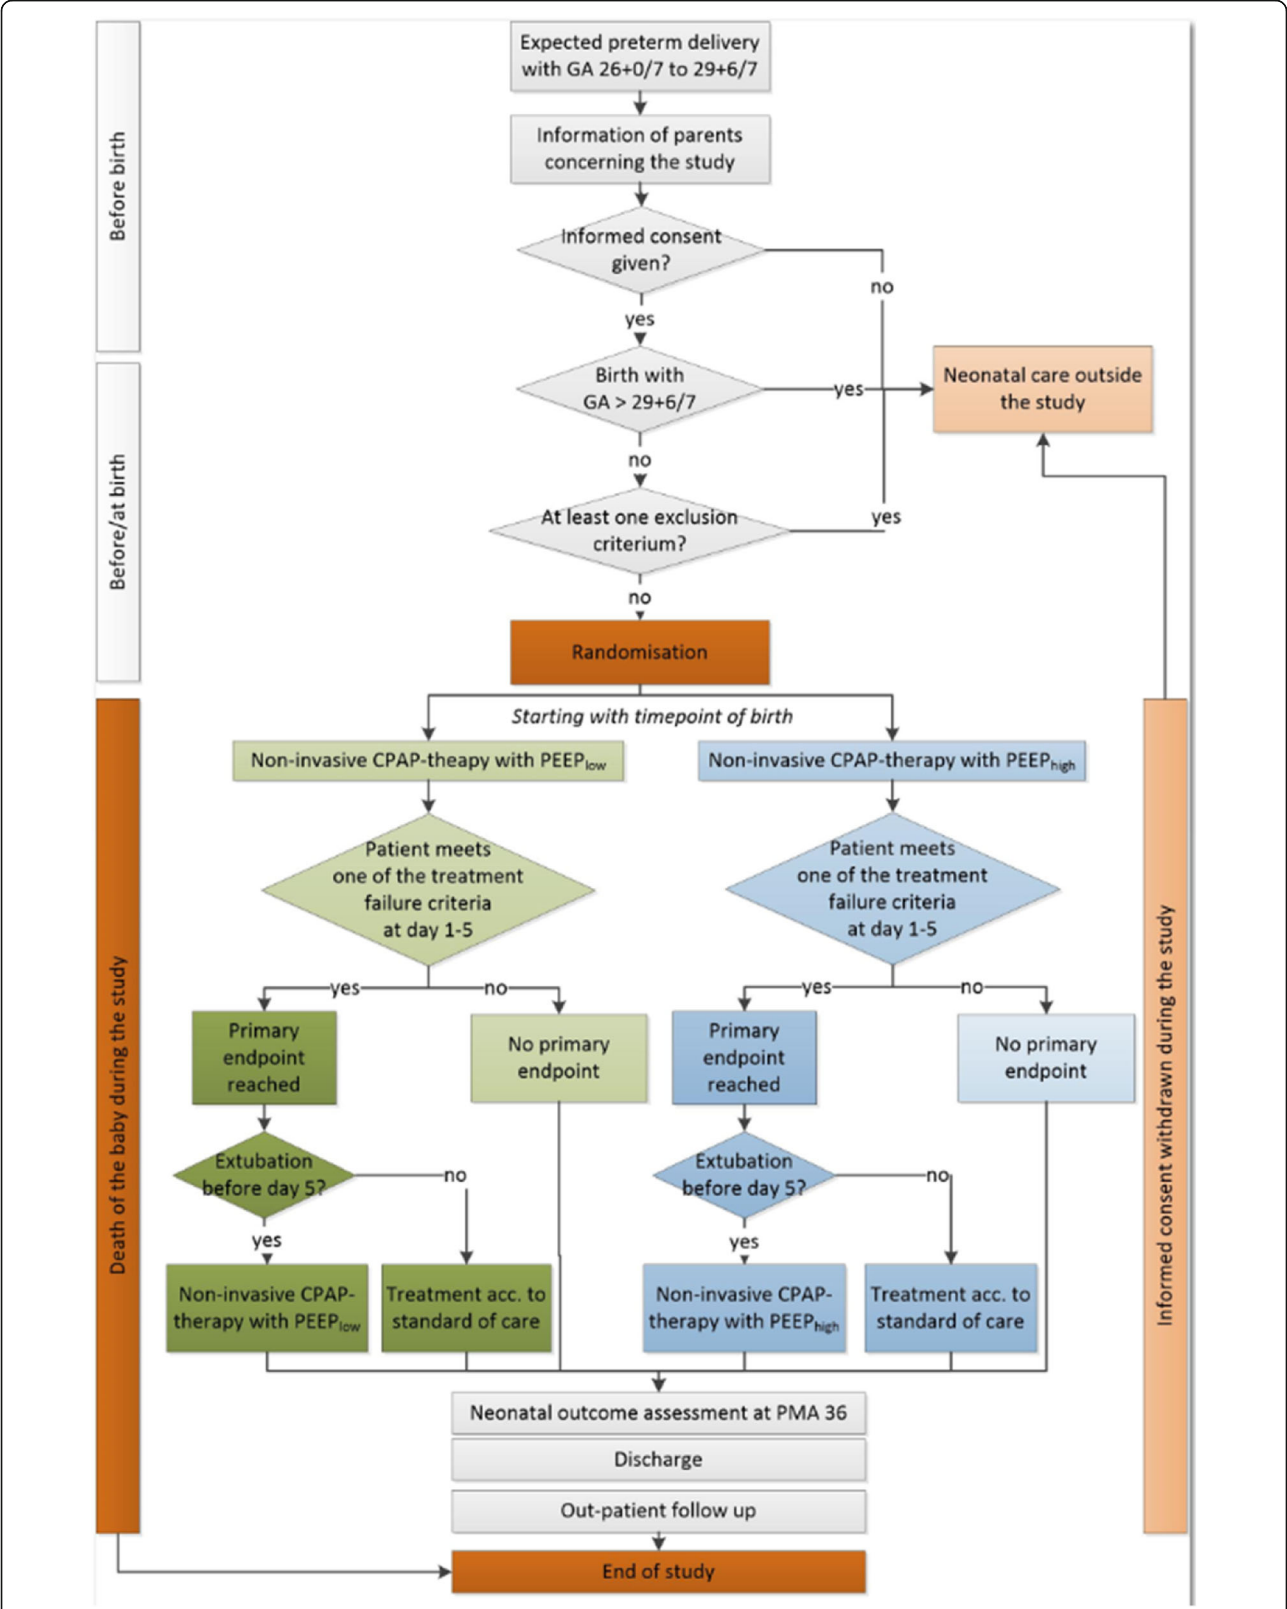 Before birth
Expected preterm delivery
with GA 26+0/7 to 29+6/7
Information of parents
concerning the study
Informed consent
given?
no
yes
Before/at birth
Birth with
GA > 29+6/7
yes
Neonatal care outside
the study
no
At least one exclusion
criterium?
yes
no
Randomisation
Starting with timepoint of birth
Death of the baby during the study
Informed consent withdrawn during the study
Non-invasive CPAP-theapy with PEEPlow
Non-invasive CPAP-therapy with PEEPhigh
Patient meets
one of the treatment
failure criteria
at day 1-5
Patient meets
one of the treatment
failure criteria
at day 1-5
yes
no
yes
no
Primary
endpoint
reached
No primary
endpoint
Primary
endpoint
reached
No primary
endpoint
Extubation
before day 5?
no
Extubation
before day 5?
no
yes
yes
Non-invasive CPAP-
therapy with PEEPlow
Treatment acc. to
standard of care
Non-invasive CPAP-
therapy with PEEPhigh
Treatment acc. to
standard of care
Neonatal outcome assessment at PMA 36
Discharge
Out-patient follow up
End of study